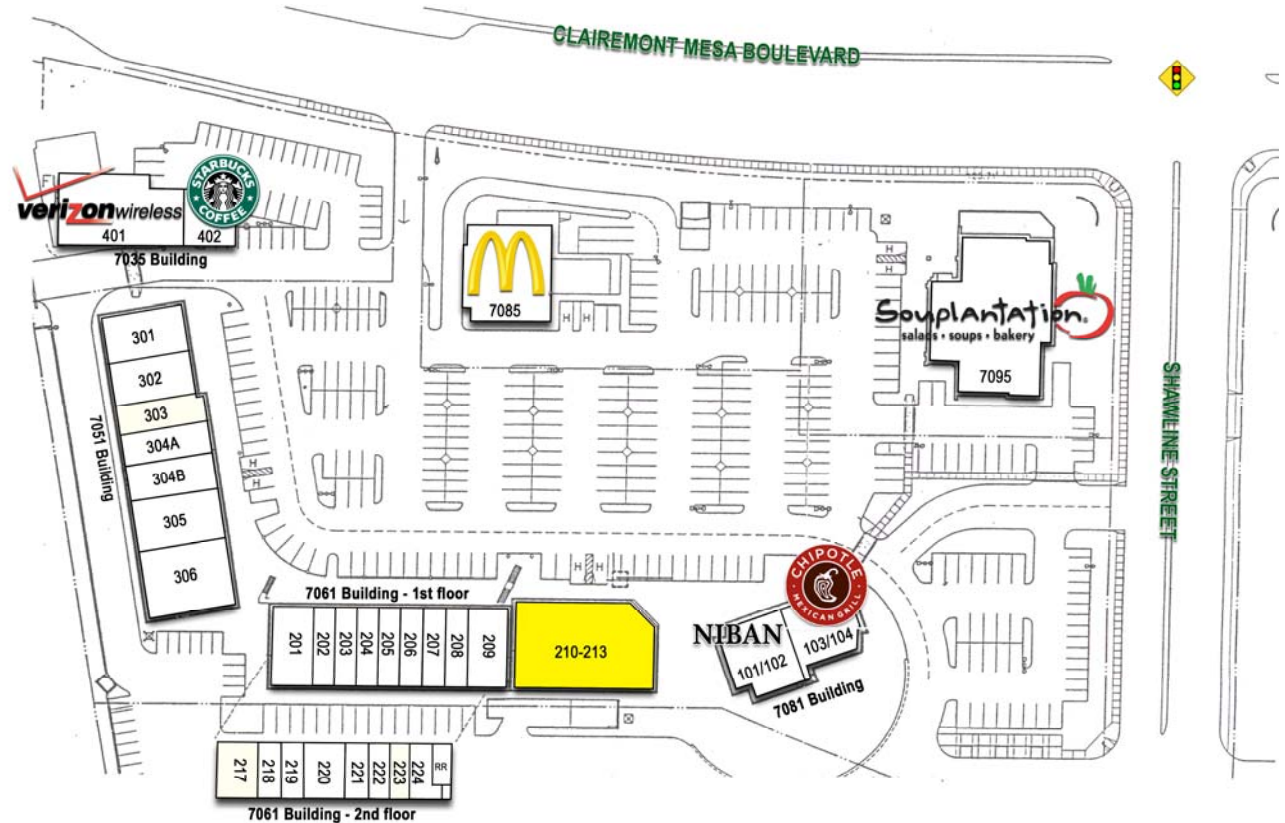 CLAIREMONT MESA BOULEVARD
STARBUCKS
COFFEE
verizonwireless
401
402
7035 Building
7085
H
H
H
H
Souplantation
salads • soups • bakery
7095
SHAWLINE STREET
301
302
303
304A
304B
305
306
7051 Building
H
H
H
H
7061 Building - 1st floor
201
202
203
204
205
206
207
208
209
210-213
CHIPOTLE
MEXICAN GRILL
NIBAN
101/102
103/104
7081 Building
217
218
219
220
221
222
223
224
RR
7061 Building - 2nd floor